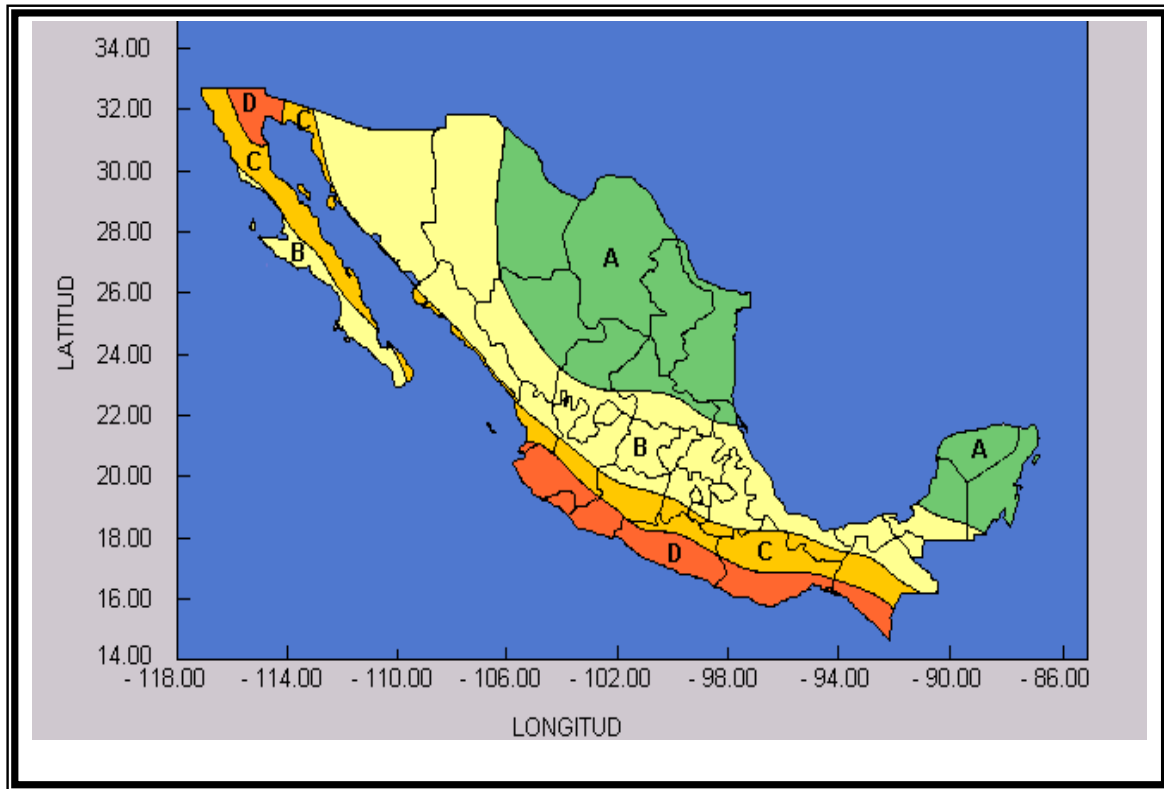 34.00
32.00
30.00
28.00
26.00
24.00
22.00
20.00
18.00
16.00
14.00
LATITUD
D
C
C
B
A
A
B
C
D
- 118.00 - 114.00 - 110.00 - 106.00 - 102.00 - 98.00 - 94.00 - 90.00 - 86.00
LONGITUD